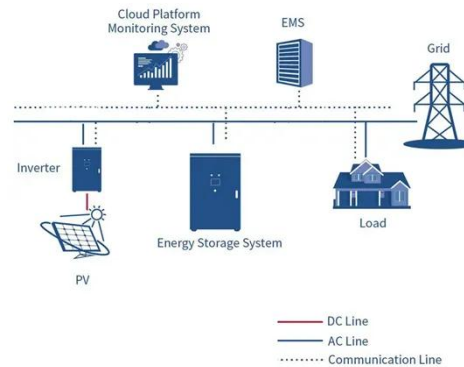 Cloud Platform
Monitoring System
EMS
Grid
Inverter
Energy Storage System
Load
PV
DC Line
AC Line
Communication Line